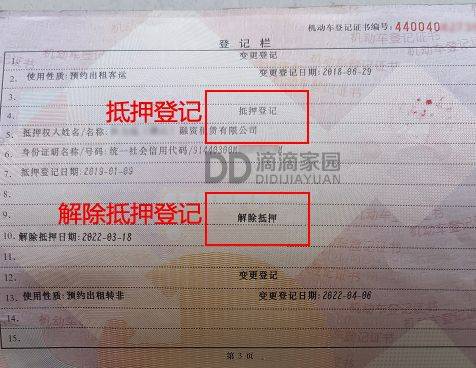 机动车登记证书编号: 440040
登记栏
1. 变更登记
2. 使用性质:预约出租客运 变更登记日期:2018-06-29
3.
抵押登记
4. 抵押登记
5. 抵押权人姓名/名称: 融资租赁有限公司
6. 身份证明名称/号码:统一社会信用代码/91440300M
7. 抵押日期:2019-01-09
DD 滴滴家园
DIDIJIAYUAN
8.
解除抵押登记
9. 解除抵押
10. 解除抵押日期:2022-03-18
11.
12. 变更登记
13. 使用性质:预约出租转非 变更登记日期:2022-04-06
14.
15.
第3页